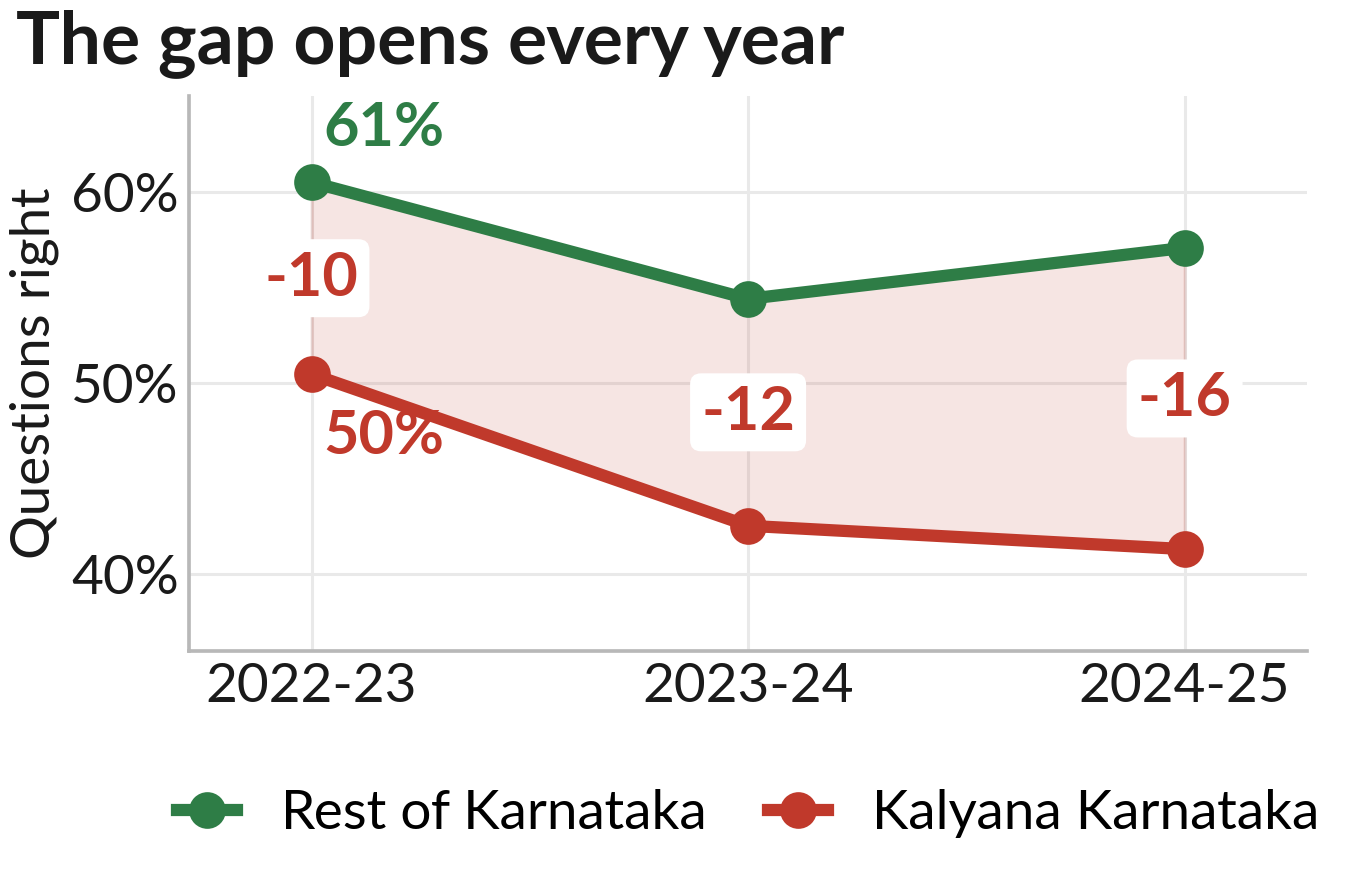 The gap opens every year
Questions right
61%
60%
-10
50%
50%
-12
-16
40%
2022-23 2023-24 2024-25
Rest of Karnataka Kalyana Karnataka